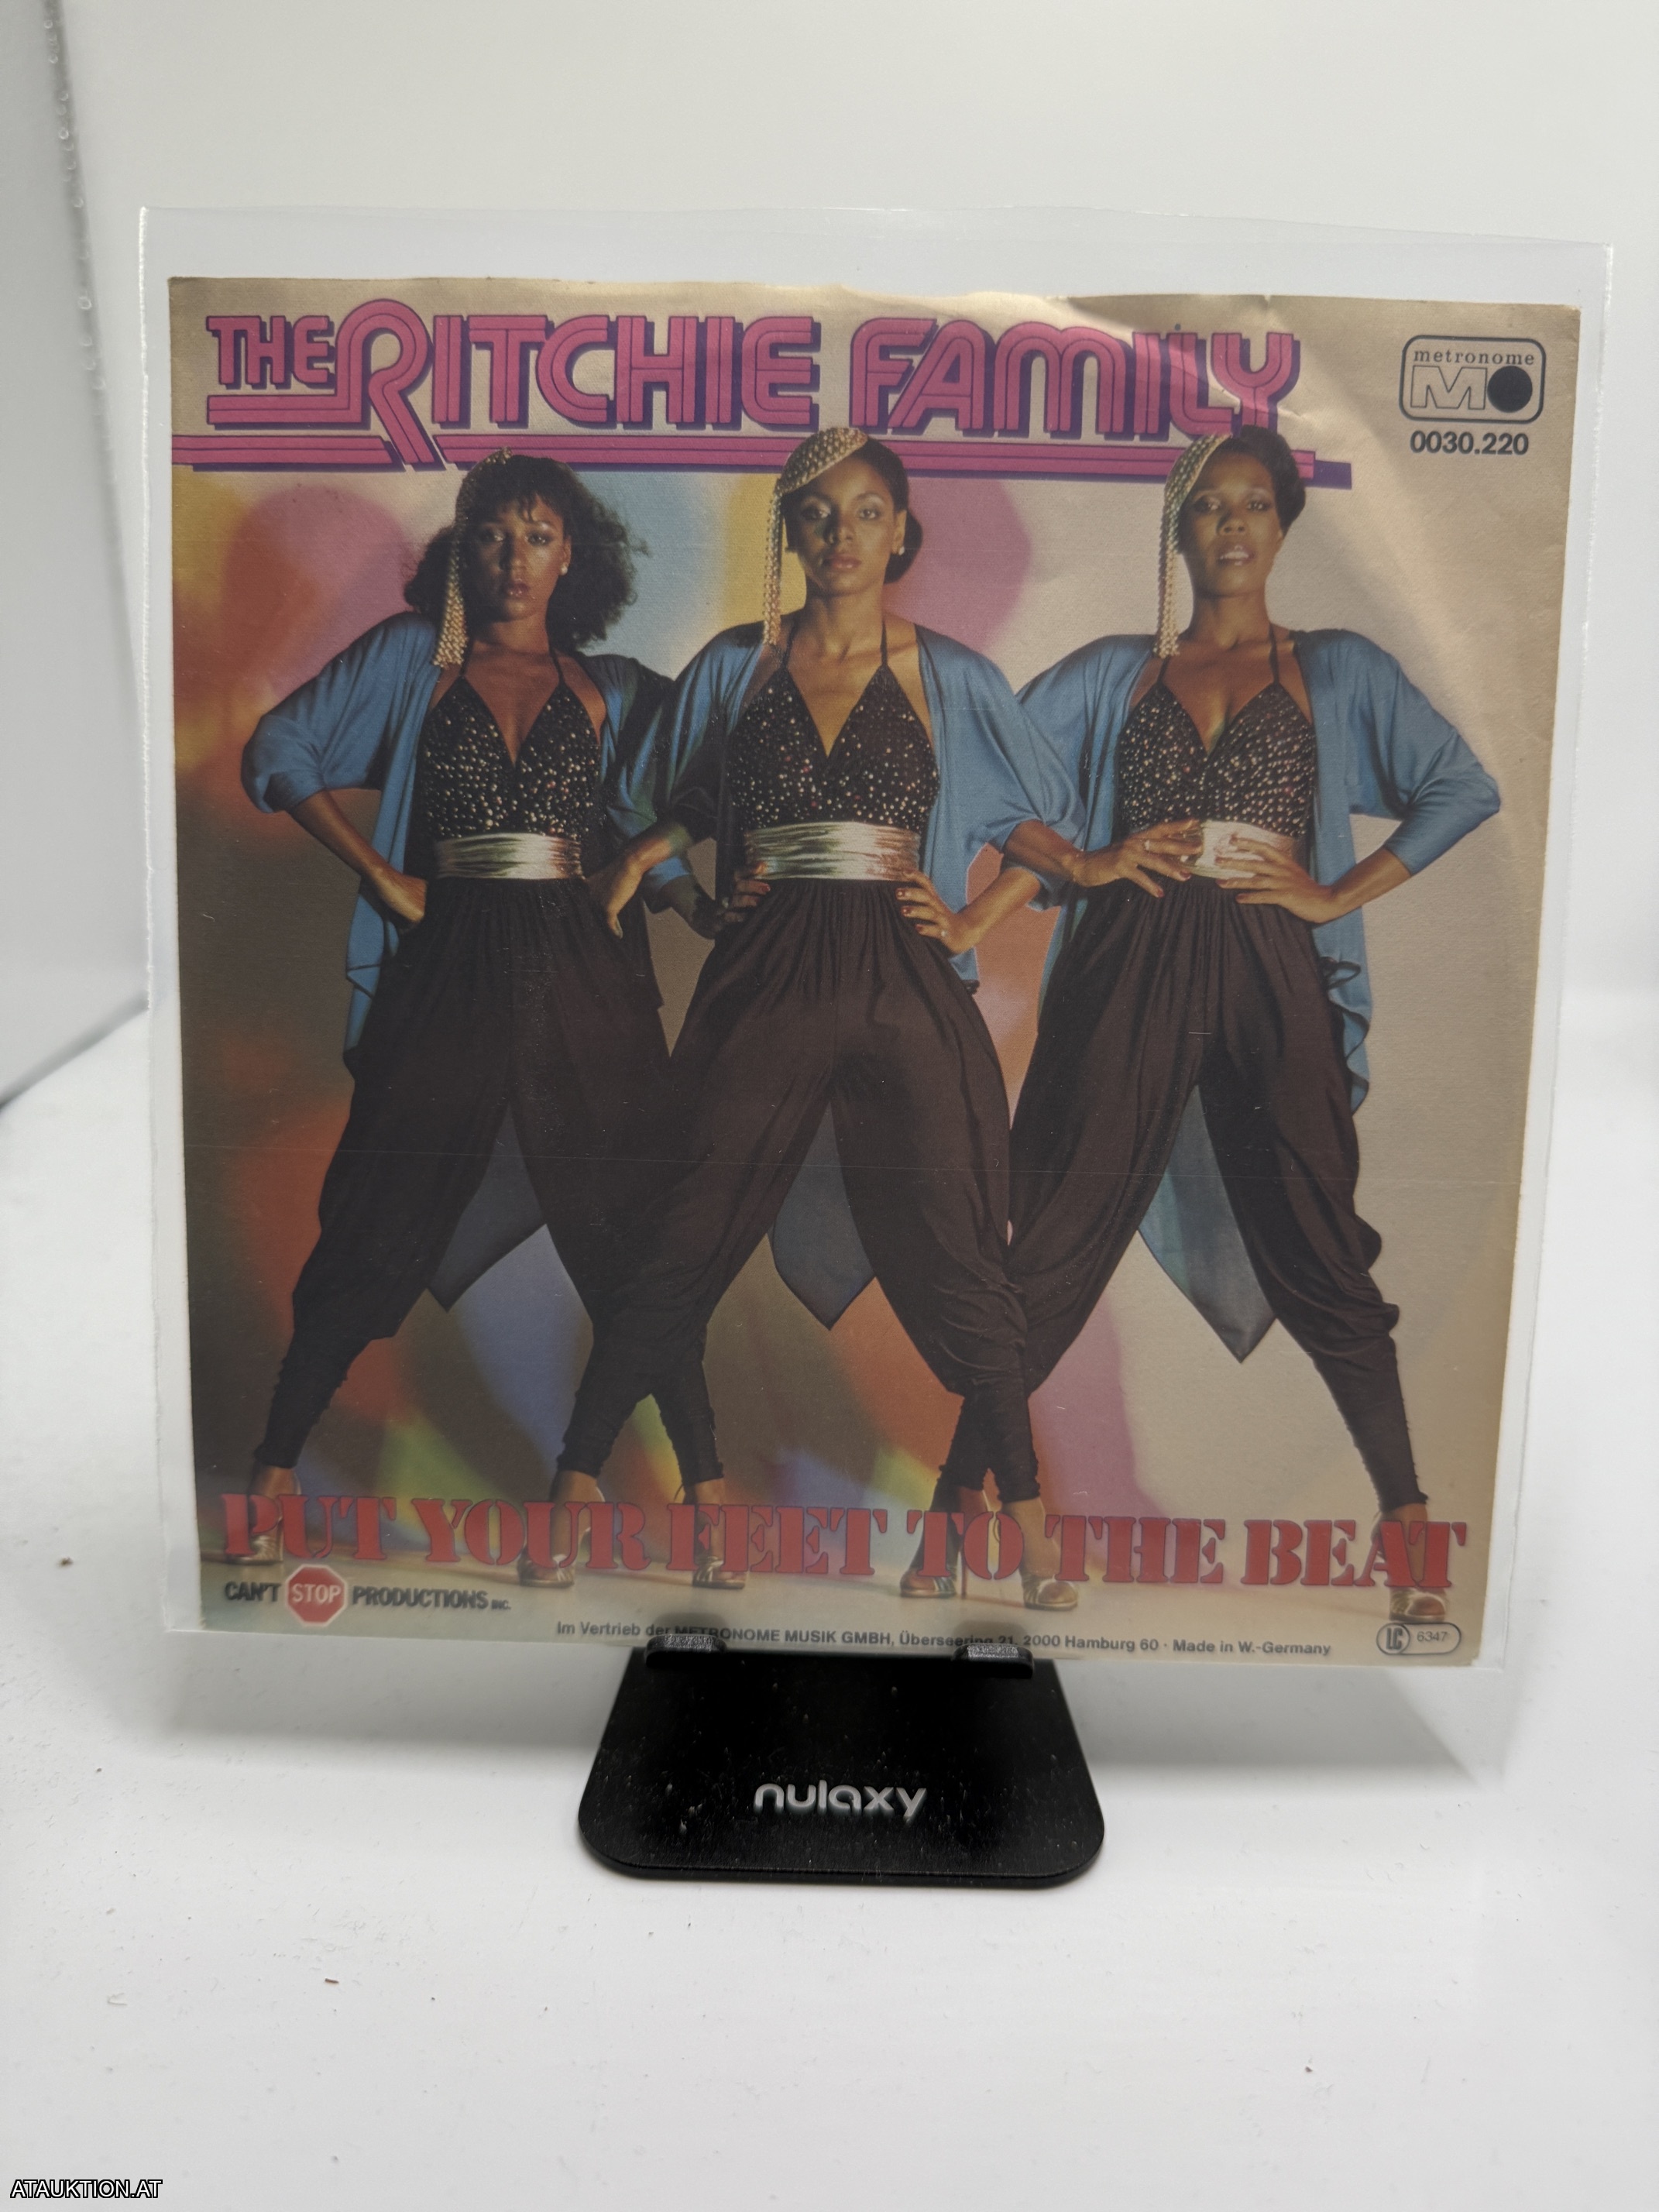 THE RITCHIE FAMILY
metronome
M
0030.220
PUT YOUR FEET TO THE BEAT
CAN'T STOP PRODUCTIONS INC.
Im Vertrieb der METRONOME MUSIK GMBH, Überseering 21, 2000 Hamburg 60 · Made in W.-Germany
LC 6347
nulaxy
ATAUKTION.AT